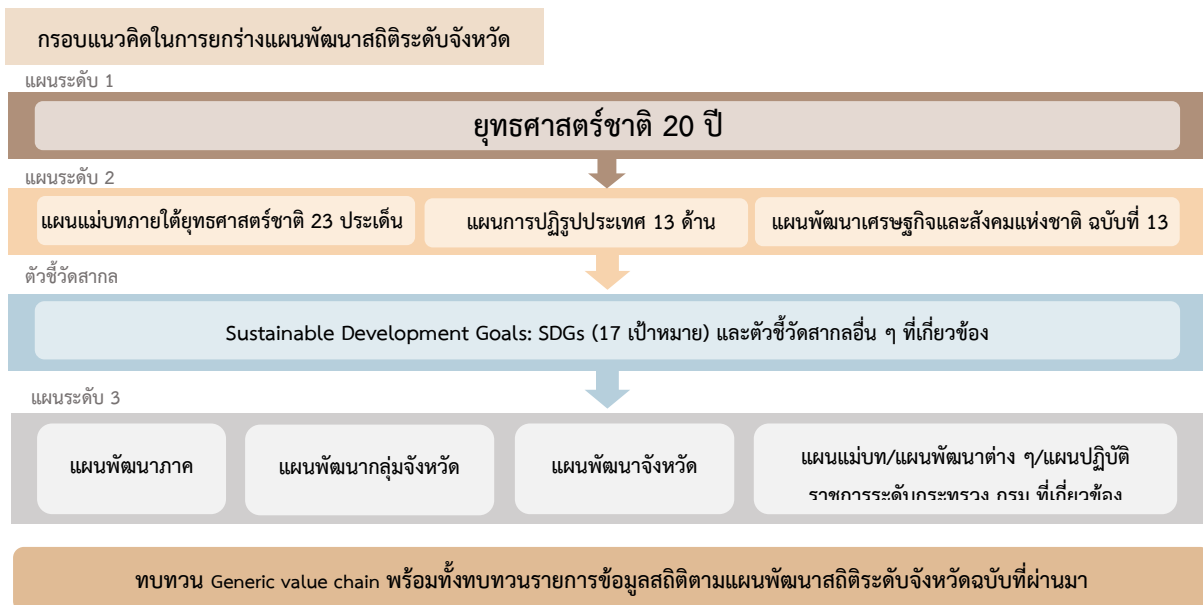 กรอบแนวคิดในการยกร่างแผนพัฒนาสถิติระดับจังหวัด
แผนระดับ 1
ยุทธศาสตร์ชาติ 20 ปี
แผนระดับ 2
แผนแม่บทภายใต้ยุทธศาสตร์ชาติ 23 ประเด็น
แผนการปฏิรูปประเทศ 13 ด้าน
แผนพัฒนาเศรษฐกิจและสังคมแห่งชาติ ฉบับที่ 13
ตัวชี้วัดสากล
Sustainable Development Goals: SDGs (17 เป้าหมาย) และตัวชี้วัดสากลอื่น ๆ ที่เกี่ยวข้อง
แผนระดับ 3
แผนพัฒนาภาค
แผนพัฒนากลุ่มจังหวัด
แผนพัฒนาจังหวัด
แผนแม่บท/แผนพัฒนาต่าง ๆ/แผนปฏิบัติ
ราชการระดับกระทรวง กรม ที่เกี่ยวข้อง
ทบทวน Generic value chain พร้อมทั้งทบทวนรายการข้อมูลสถิติตามแผนพัฒนาสถิติระดับจังหวัดฉบับที่ผ่านมา